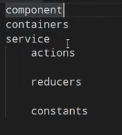 component
containers
service
actions
reducers
constants